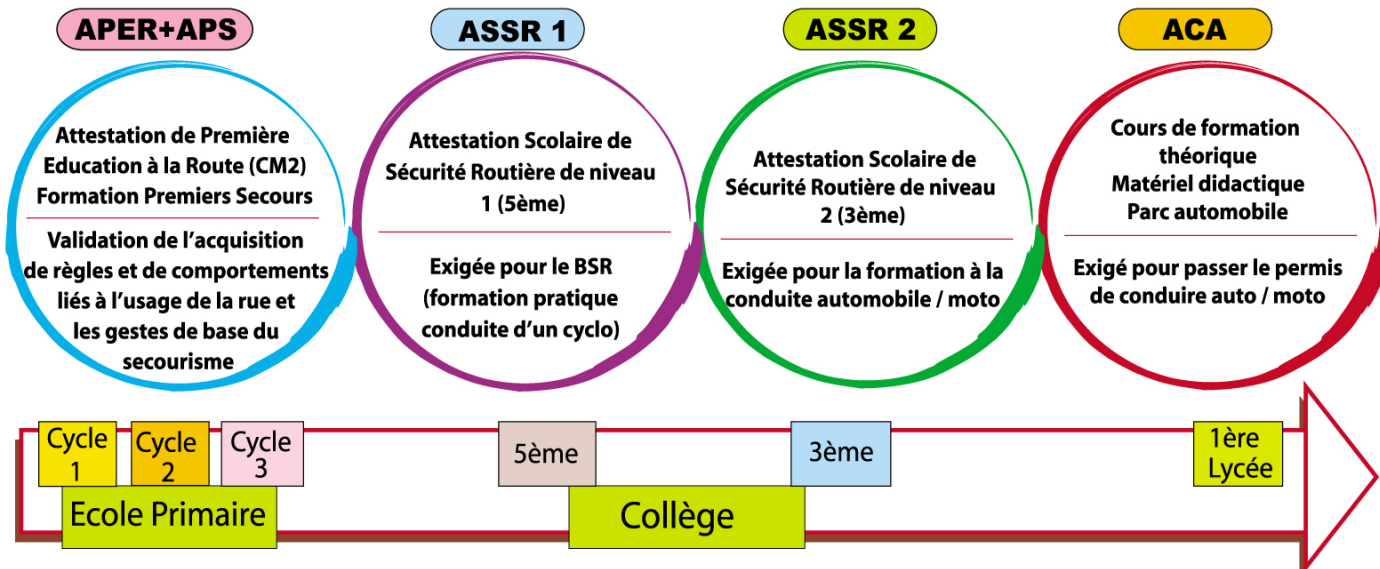 APER+APS
Attestation de Première
Education à la Route (CM2)
Formation Premiers Secours
Validation de l'acquisition
de règles et de comportements
liés à l'usage de la rue et
les gestes de base du
secourisme
ASSR 1
Attestation Scolaire de
Sécurité Routière de niveau
1 (5ème)
Exigée pour le BSR
(formation pratique
conduite d'un cyclo)
ASSR 2
Attestation Scolaire de
Sécurité Routière de niveau
2 (3ème)
Exigée pour la formation à la
conduite automobile / moto
ACA
Cours de formation
théorique
Matériel didactique
Parc automobile
Exigé pour passer le permis
de conduire auto / moto
Cycle
1
Cycle
2
Cycle
3
Ecole Primaire
5ème
Collège
3ème
1ère
Lycée